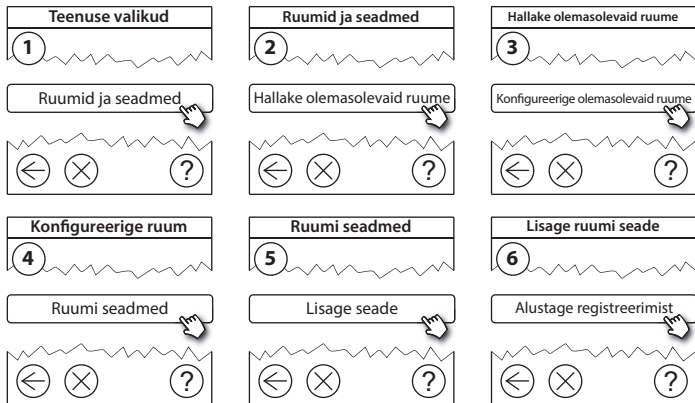 Teenuse valikud
1
Ruumid ja seadmed
?
Ruumid ja seadmed
2
Hallake olemasolevaid ruume
?
Hallake olemasolevaid ruume
3
Konfigureerige olemasolevaid ruume
?
Konfigureerige ruum
4
Ruumi seadmed
?
Ruumi seadmed
5
Lisage seade
?
Lisage ruumi seade
6
Alustage registreerimist
?